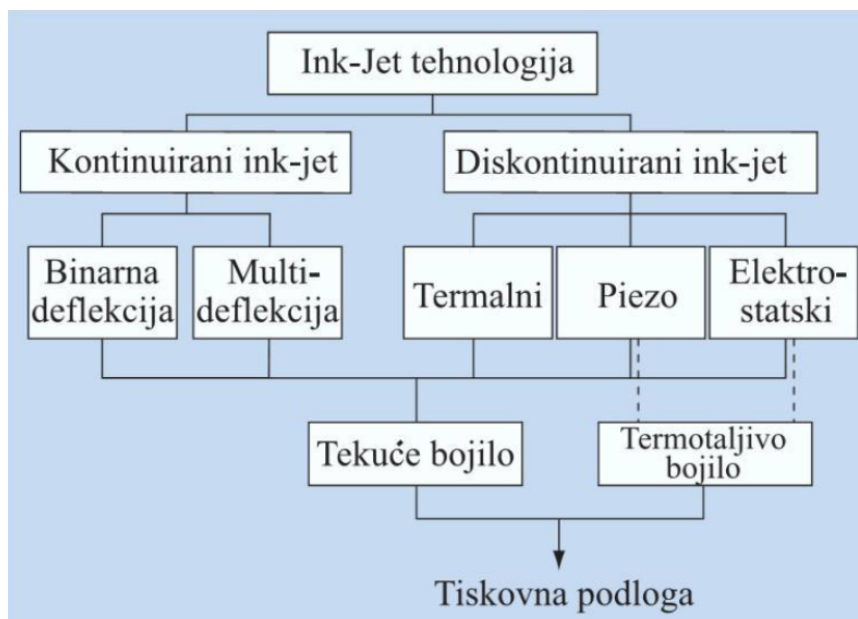 Ink-Jet tehnologija
Kontinuirani ink-jet
Diskontinuirani ink-jet
Binarna
deflekcija
Multi-
deflekcija
Termalni
Piezo
Elektro-
statski
Tekuće bojilo
Termotaljivo
bojilo
Tiskovna podloga